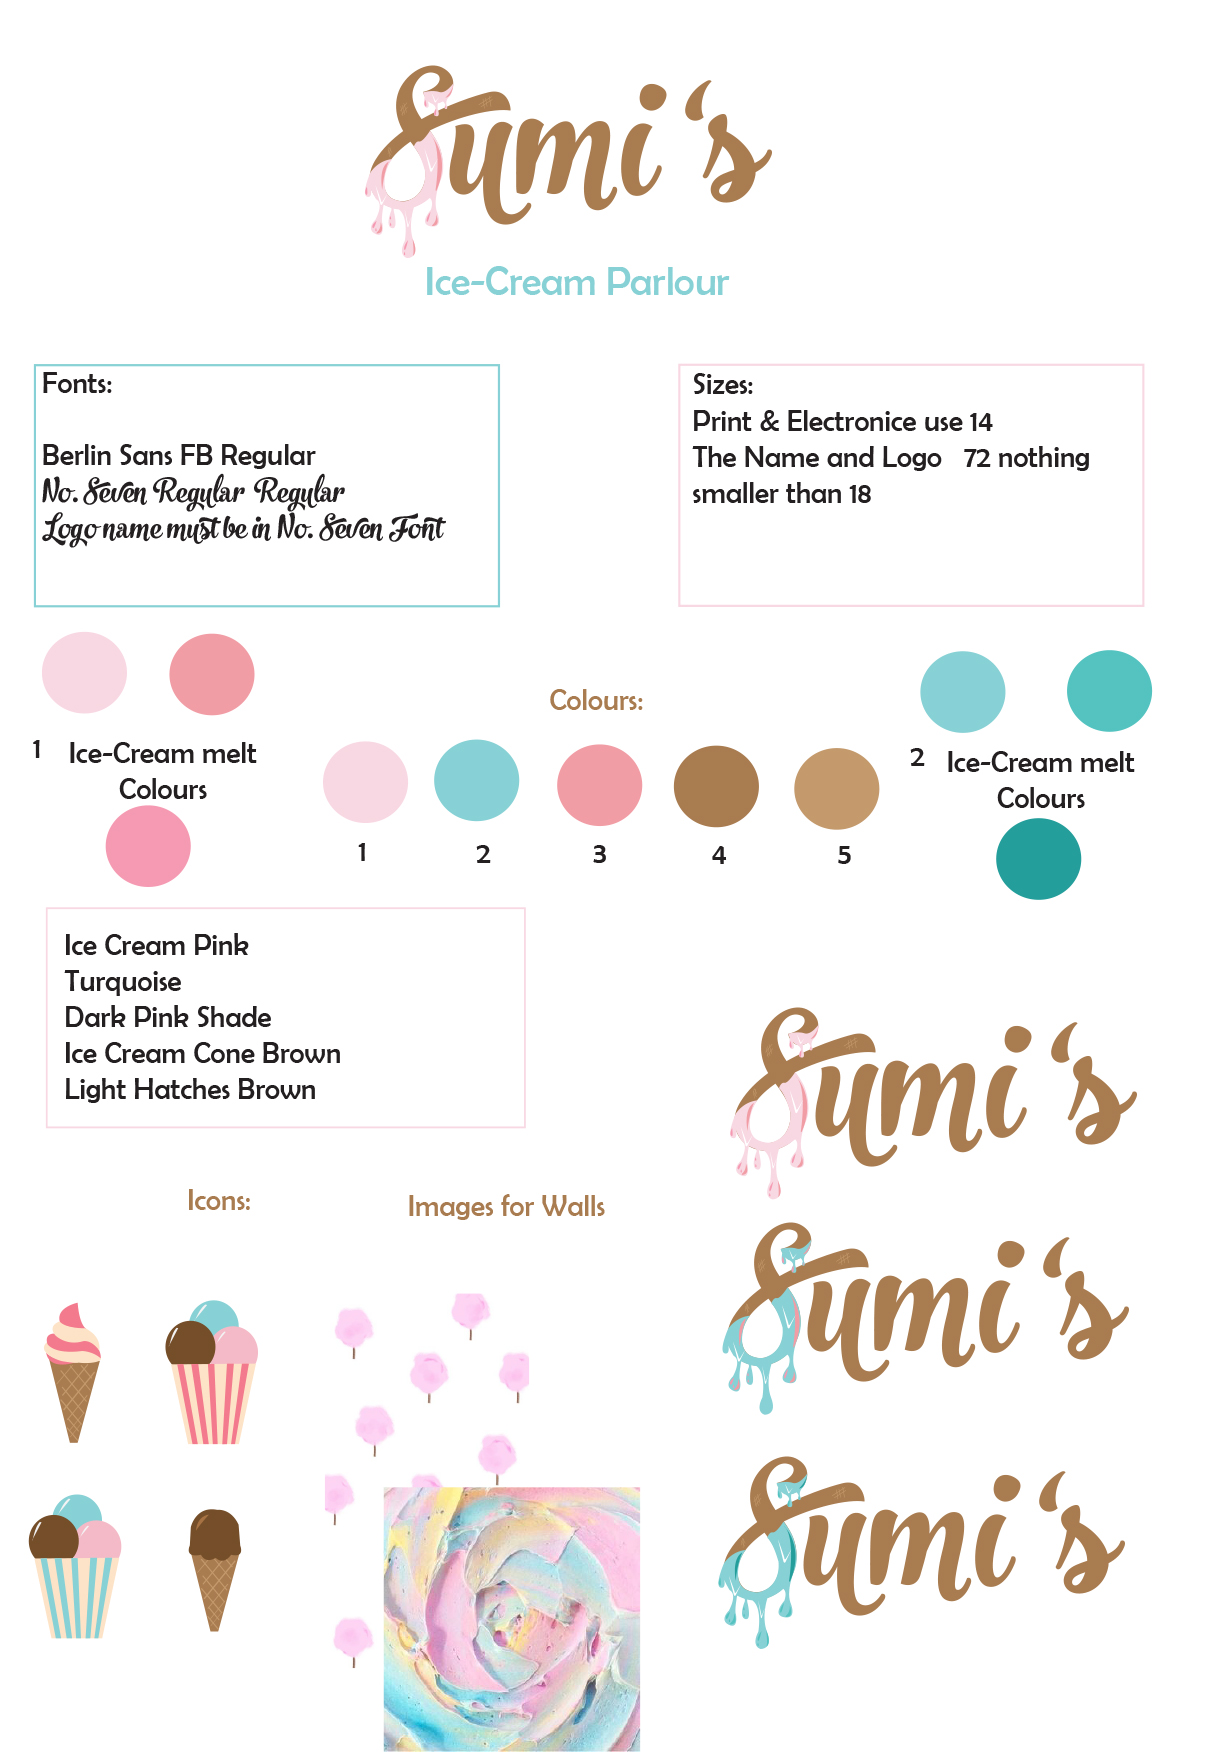 Sumi's
Ice-Cream Parlour
Fonts:
Berlin Sans FB Regular
No. Seven Regular Regular
Logo name must be in No. Seven Font
Sizes:
Print & Electronice use 14
The Name and Logo 72 nothing
smaller than 18
1 Ice-Cream melt
Colours
Colours:
1 2 3 4 5
2 Ice-Cream melt
Colours
Ice Cream Pink
Turquoise
Dark Pink Shade
Ice Cream Cone Brown
Light Hatches Brown
Sumi's
Sumi's
Sumi's
Icons:
Images for Walls